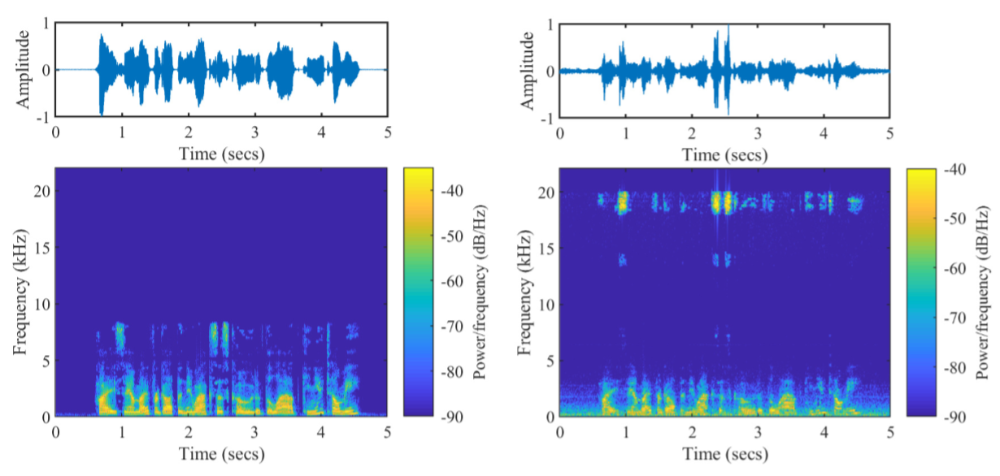 1
0
-1
Amplitude
0 1 2 3 4 5
Time (secs)
20
15
10
5
0
Frequency (kHz)
0 1 2 3 4 5
Time (secs)
-40
-50
-60
-70
-80
-90
Power/frequency (dB/Hz)
1
0
-1
Amplitude
0 1 2 3 4 5
Time (secs)
20
15
10
5
0
Frequency (kHz)
0 1 2 3 4 5
Time (secs)
-40
-50
-60
-70
-80
-90
Power/frequency (dB/Hz)